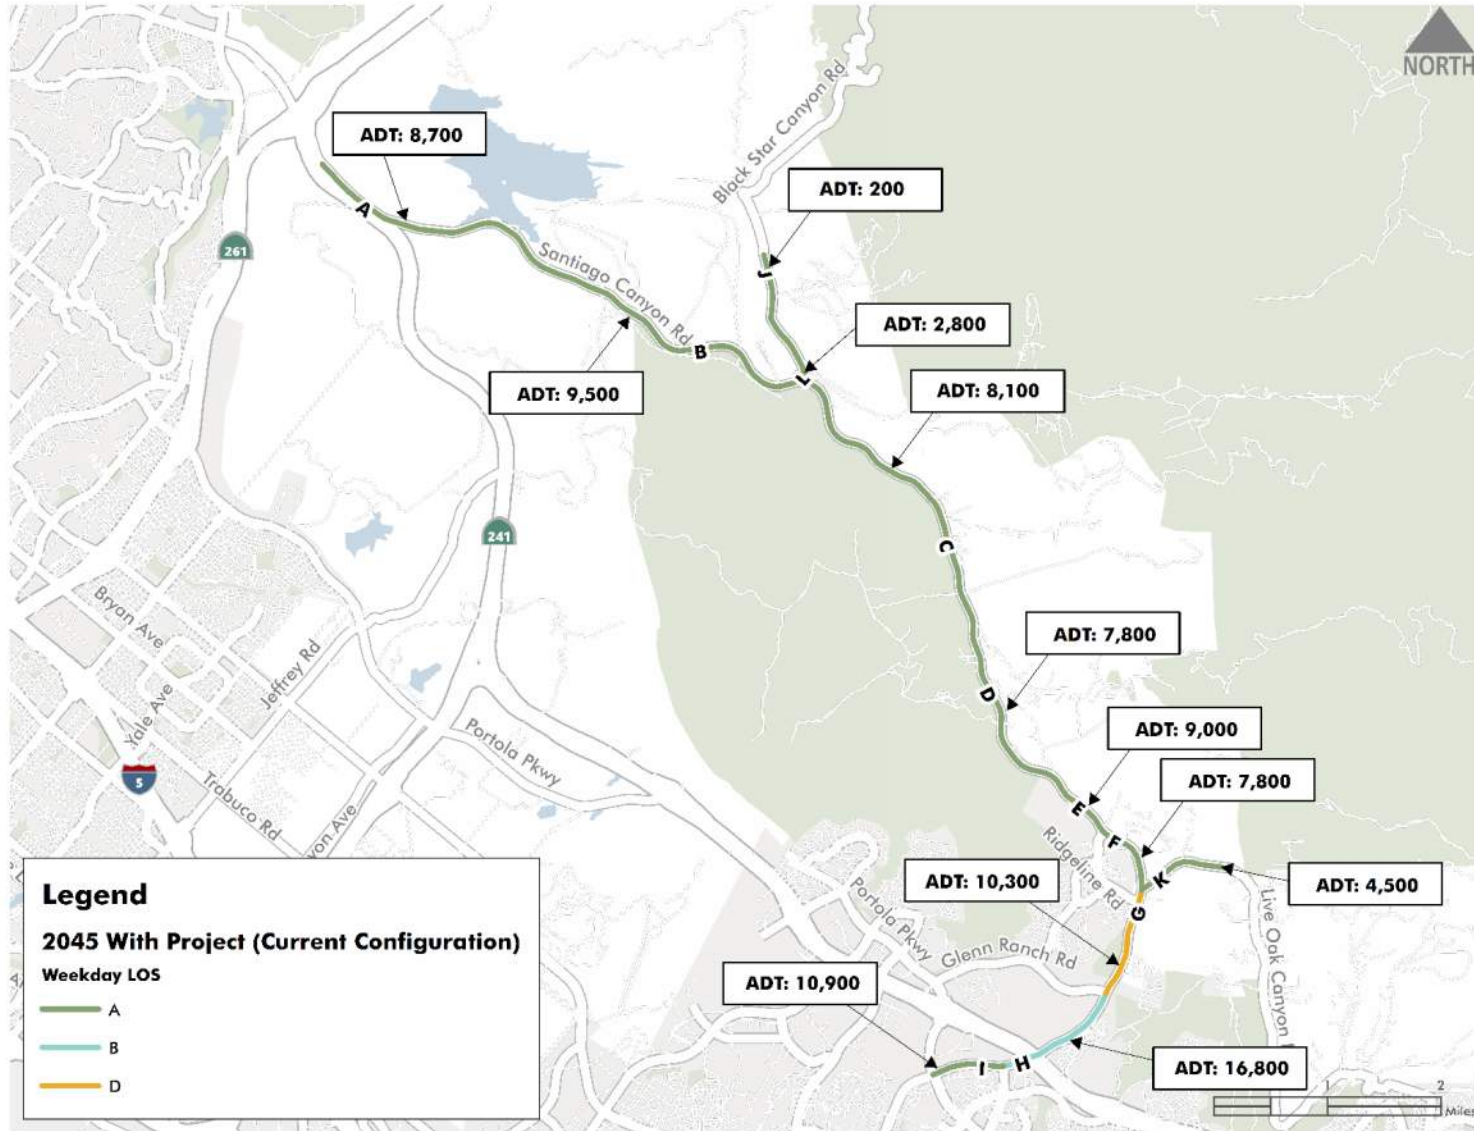 NORTH
Black Star Canyon Rd
ADT: 8,700
A
ADT: 200
J
261
Santiago Canyon Rd
ADT: 2,800
B
L
ADT: 9,500
ADT: 8,100
C
241
Bryan Ave
Jeffrey Rd
Yale Ave
5
Trabuco Rd
Portola Pkwy
ADT: 7,800
D
ADT: 9,000
E
ADT: 7,800
F
Ridgeline Rd
K
ADT: 10,300
ADT: 4,500
G
Portola Pkwy
Glenn Ranch Rd
Live Oak Canyon
ADT: 10,900
I
H
ADT: 16,800
Legend
2045 With Project (Current Configuration)
Weekday LOS
A
B
D
1
2
Miles